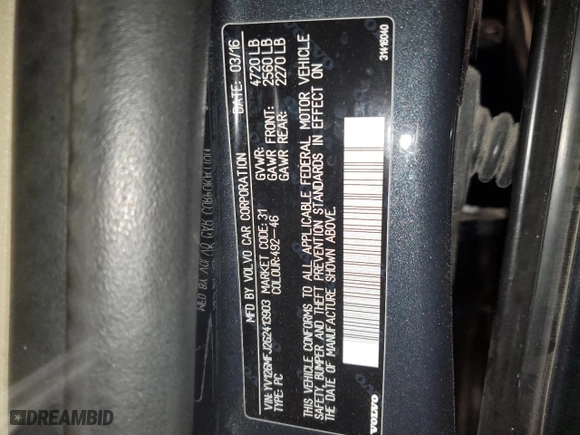 MFD BY VOLVO CAR CORPORATION DATE: 03/16
GVWR: 4720 LB
GAWR FRONT: 2560 LB
GAWR REAR: 2270 LB
VIN: YV126MFJ262413903 MARKET CODE: 31
TYPE: PC COLOUR:492-46
THIS VEHICLE CONFORMS TO ALL APPLICABLE FEDERAL MOTOR VEHICLE
SAFETY, BUMPER AND THEFT PREVENTION STANDARDS IN EFFECT ON
THE DATE OF MANUFACTURE SHOWN ABOVE.
VOLVO
31416040
DREAMBID